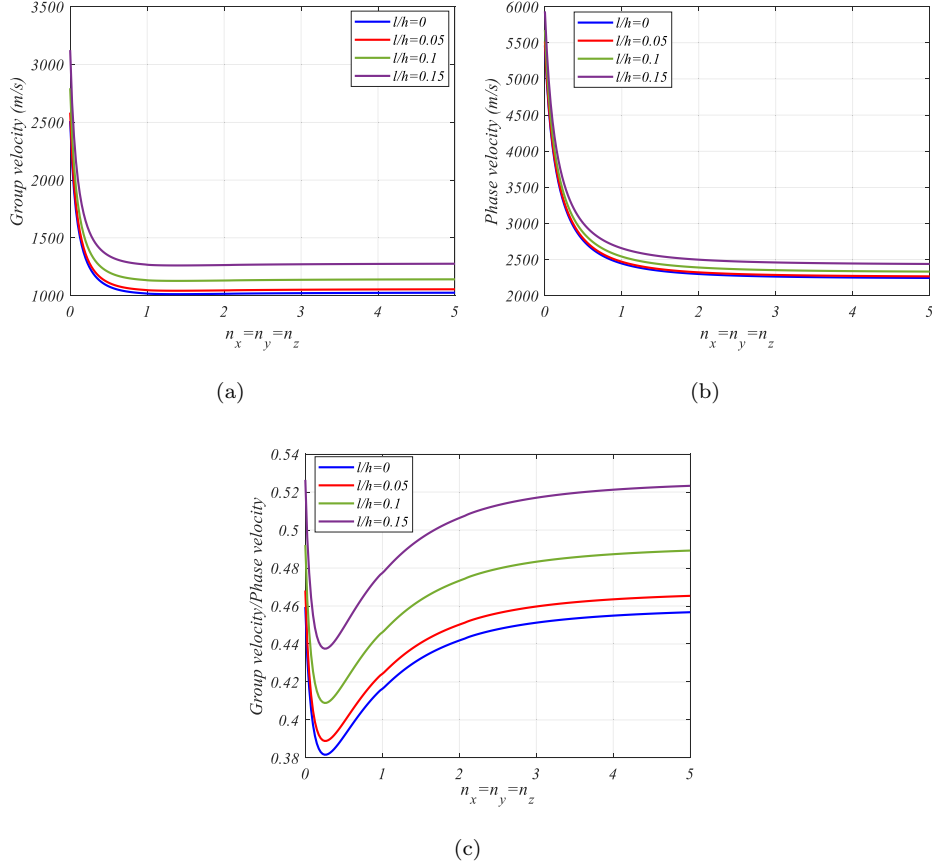 3500
3000
2500
2000
1500
1000
Group velocity (m/s)
l/h=0
l/h=0.05
l/h=0.1
l/h=0.15
0 1 2 3 4 5
n_x=n_y=n_z
(a)
6000
5500
5000
4500
4000
3500
3000
2500
2000
Phase velocity (m/s)
l/h=0
l/h=0.05
l/h=0.1
l/h=0.15
0 1 2 3 4 5
n_x=n_y=n_z
(b)
0.54
0.52
0.5
0.48
0.46
0.44
0.42
0.4
0.38
Group velocity/Phase velocity
l/h=0
l/h=0.05
l/h=0.1
l/h=0.15
0 1 2 3 4 5
n_x=n_y=n_z
(c)